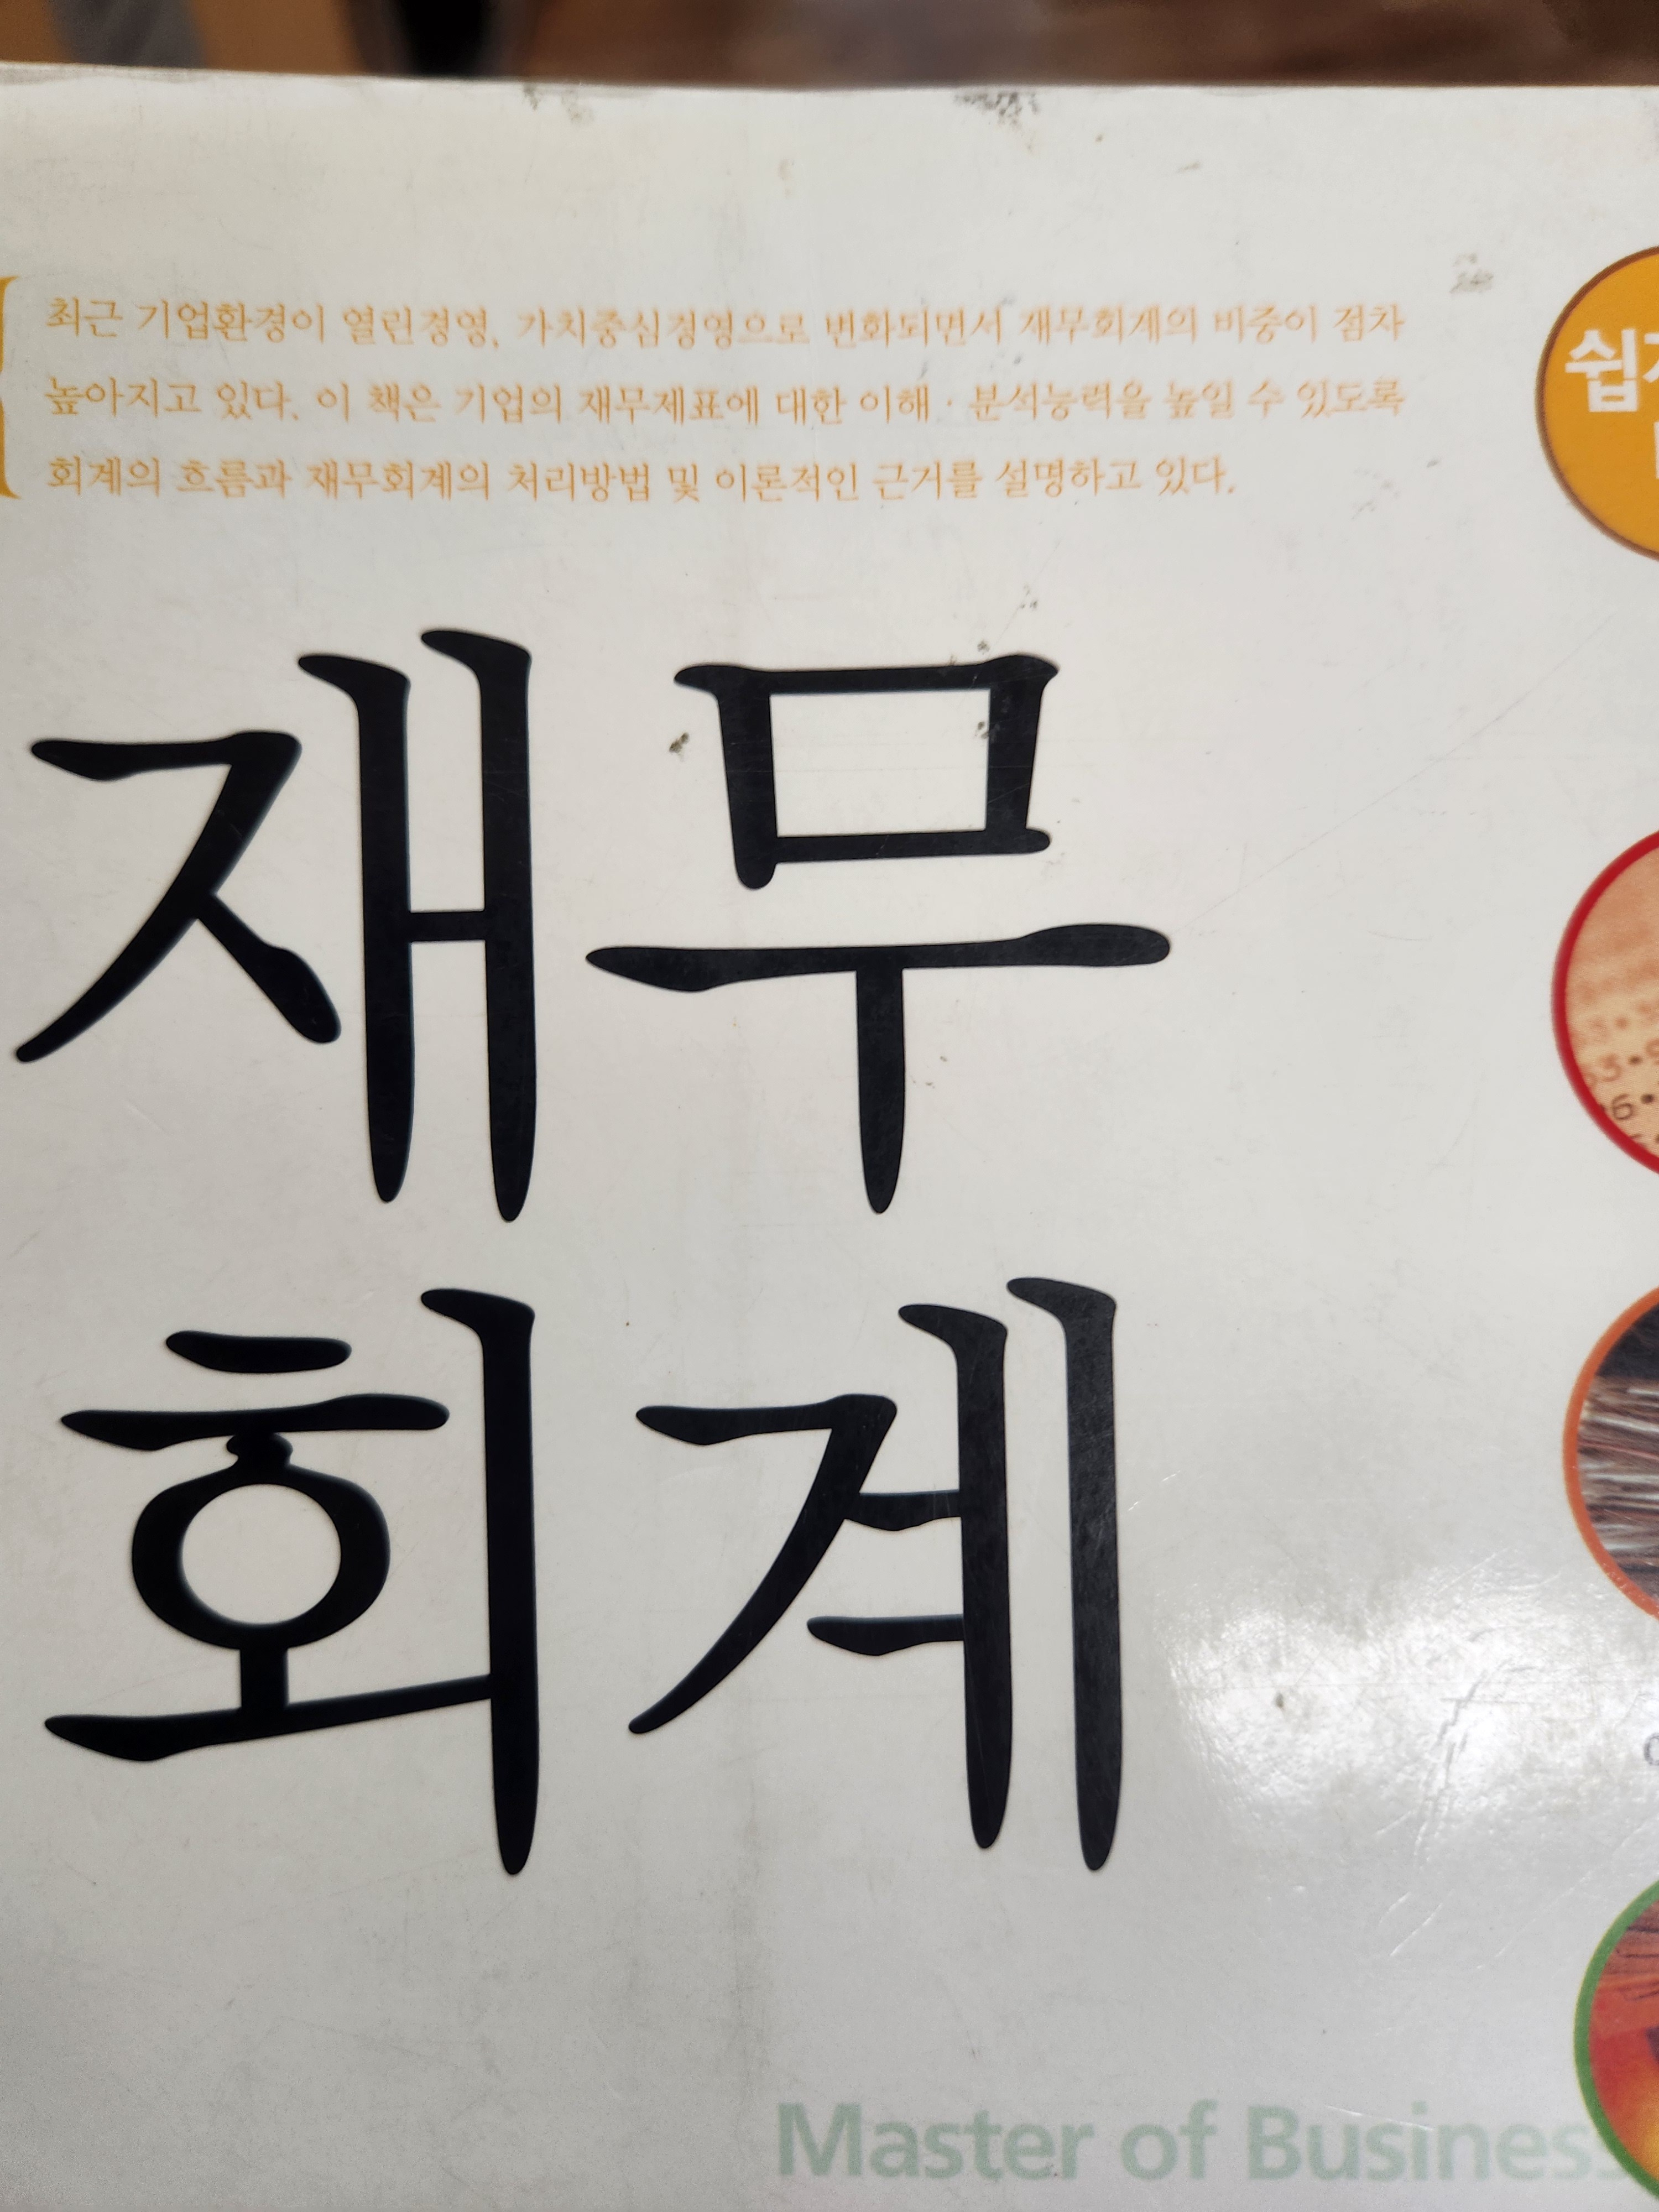 최근 기업환경이 열린경영, 가치중심경영으로 변화되면서 재무회계의 비중이 점차
높아지고 있다. 이 책은 기업의 재무제표에 대한 이해 · 분석능력을 높일 수 있도록
회계의 흐름과 재무회계의 처리방법 및 이론적인 근거를 설명하고 있다.
재무
회계
Master of Business